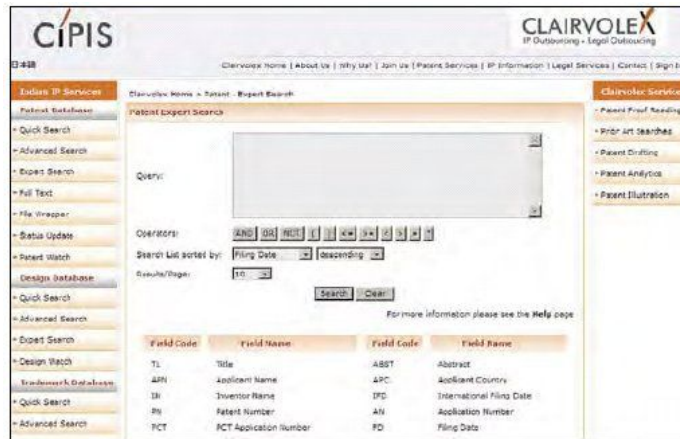 CIPIS
CLAIRVOLEX
IP Outsourcing - Legal Outsourcing
日本語
Clairvolex Home | About Us | Why Us? | Join Us | Patent Services | IP Information | Legal Services | Contact | Sign In
Indian IP Services
Patent Database
Quick Search
Advanced Search
Expert Search
Full Text
File Wrapper
Status Update
Patent Watch
Design Database
Quick Search
Advanced Search
Expert Search
Design Watch
Trademark Database
Quick Search
Advanced Search
Clairvolex Home > Patent - Expert Search
Patent Expert Search
Query:
Operators: AND OR NOT ( ) <= >= < > = "
Search List sorted by: Filing Date descending
Results/Page: 10
Search Clear
For more information please see the Help page
Field Code Field Name Field Code Field Name
TL Title ABST Abstract
APN Applicant Name APC Applicant Country
IN Inventor Name IFD International Filing Date
PN Patent Number AN Application Number
PCT PCT Application Number FD Filing Date
Clairvolex Service
Patent Proof Reading
Prior Art Searches
Patent Drafting
Patent Analytics
Patent Illustration